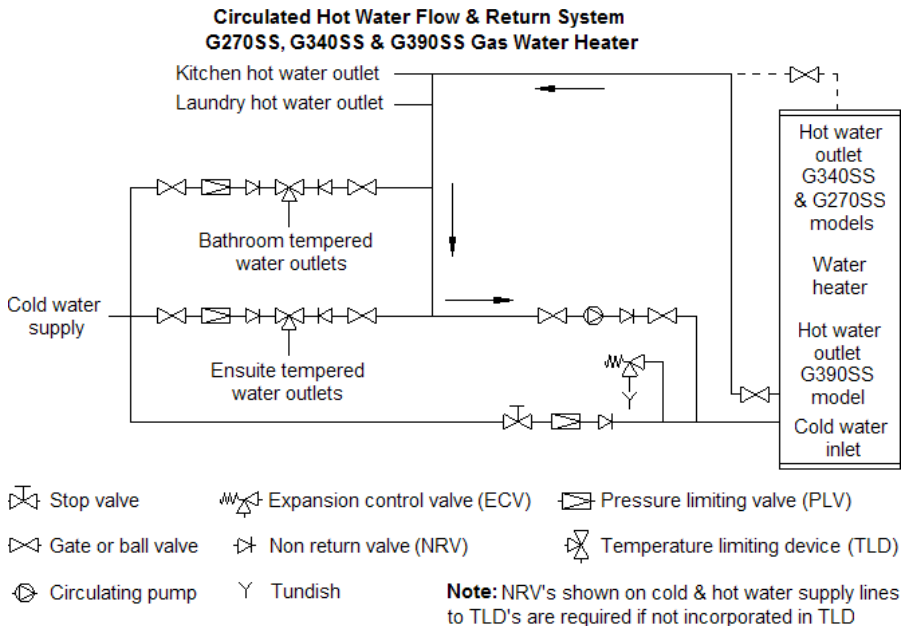 Circulated Hot Water Flow & Return System
G270SS, G340SS & G390SS Gas Water Heater
Kitchen hot water outlet
Laundry hot water outlet
Hot water
outlet
G340SS
& G270SS
models
Bathroom tempered
water outlets
Water
heater
Cold water
supply
Hot water
outlet
G390SS
model
Ensuite tempered
water outlets
Cold water
inlet
Stop valve
Expansion control valve (ECV)
Pressure limiting valve (PLV)
Gate or ball valve
Non return valve (NRV)
Temperature limiting device (TLD)
Circulating pump
Tundish
Note: NRV's shown on cold & hot water supply lines
to TLD's are required if not incorporated in TLD